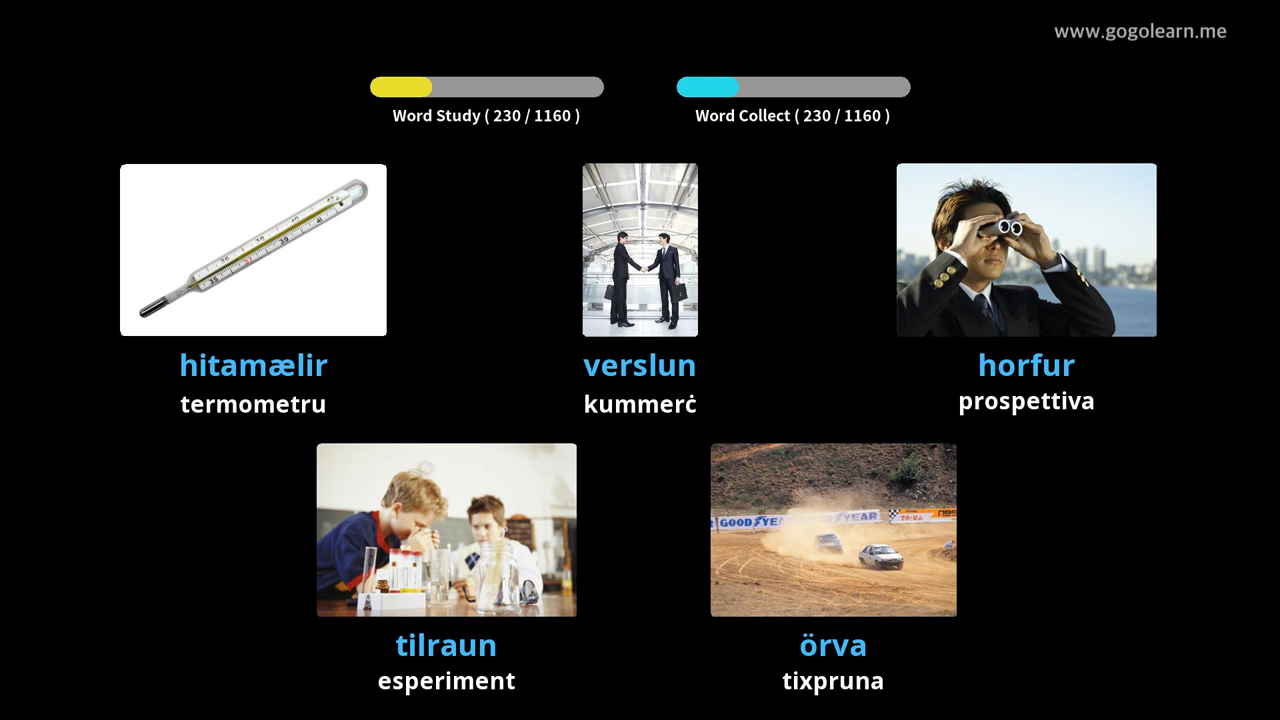 www.gogolearn.me
Word Study ( 230 / 1160 )
Word Collect ( 230 / 1160 )
hitamælir
verslun
horfur
termometru
kummerċ
prospettiva
GOODYEAR
tilraun
örva
esperiment
tixpruna